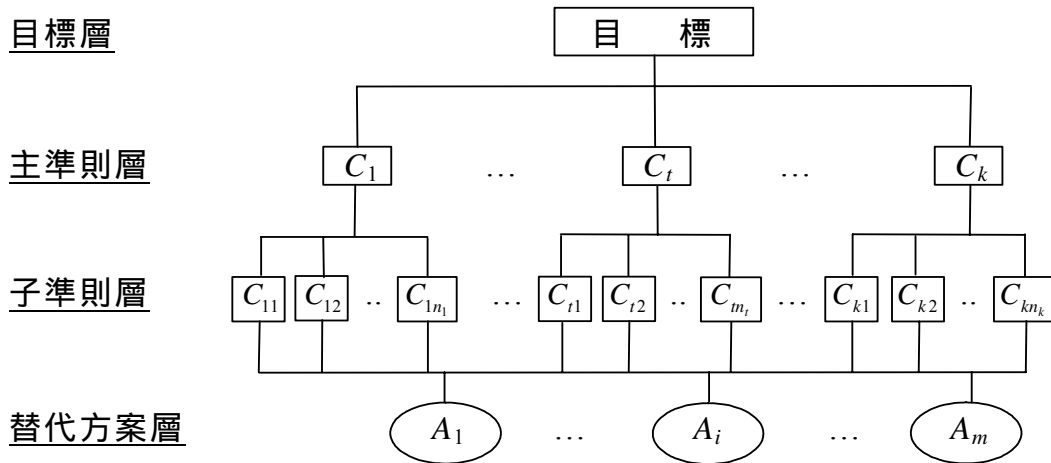 目標層 目 標
主準則層 C₁ … Cₜ … Cₖ
子準則層 C₁₁ C₁₂ .. C₁ₙ₁ … Cₜ₁ Cₜ₂ .. Cₜₙₜ … Cₖ₁ Cₖ₂ .. Cₖₙₖ
替代方案層 A₁ … Aᵢ … Aₘ